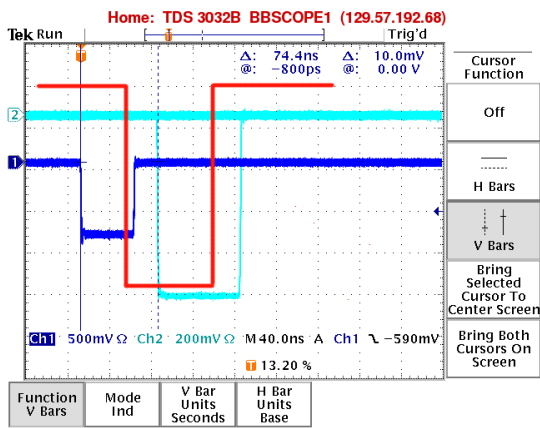 Home: TDS 3032B BBSCOPE1 (129.57.192.68)
Tek Run Trig'd
Δ: 74.4ns Δ: 10.0mV
@: −800ps @: 0.00 V
T
T
2
1
Ch1 500mV Ω Ch2 200mV Ω M 40.0ns A Ch1 −590mV
T 13.20 %
Cursor
Function
Off
H Bars
V Bars
Bring
Selected
Cursor To
Center Screen
Bring Both
Cursors On
Screen
Function
V Bars
Mode
Ind
V Bar
Units
Seconds
H Bar
Units
Base